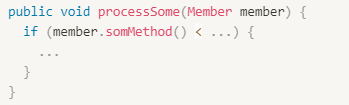 public void processSome(Member member) {
  if (member.somMethod() < ...) {
    ...
  }
}